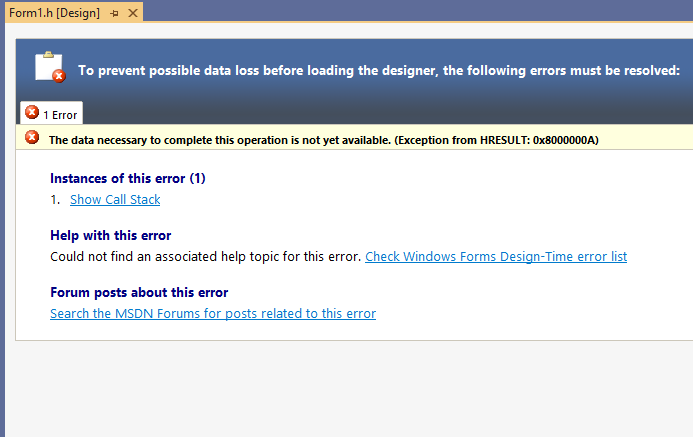 Form1.h [Design]
To prevent possible data loss before loading the designer, the following errors must be resolved:
1 Error
The data necessary to complete this operation is not yet available. (Exception from HRESULT: 0x8000000A)
Instances of this error (1)
1. Show Call Stack
Help with this error
Could not find an associated help topic for this error. Check Windows Forms Design-Time error list
Forum posts about this error
Search the MSDN Forums for posts related to this error